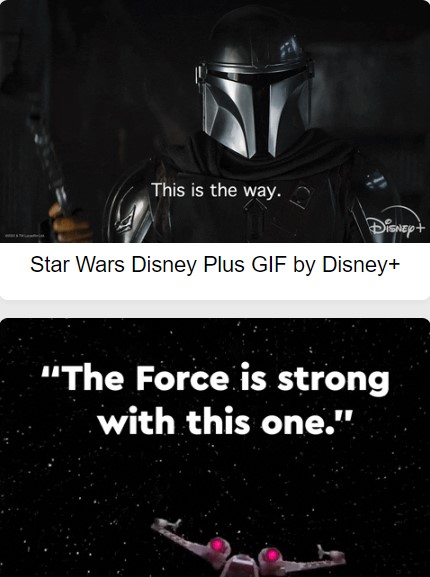 This is the way.
Disney+
Star Wars Disney Plus GIF by Disney+
“The Force is strong
with this one.”